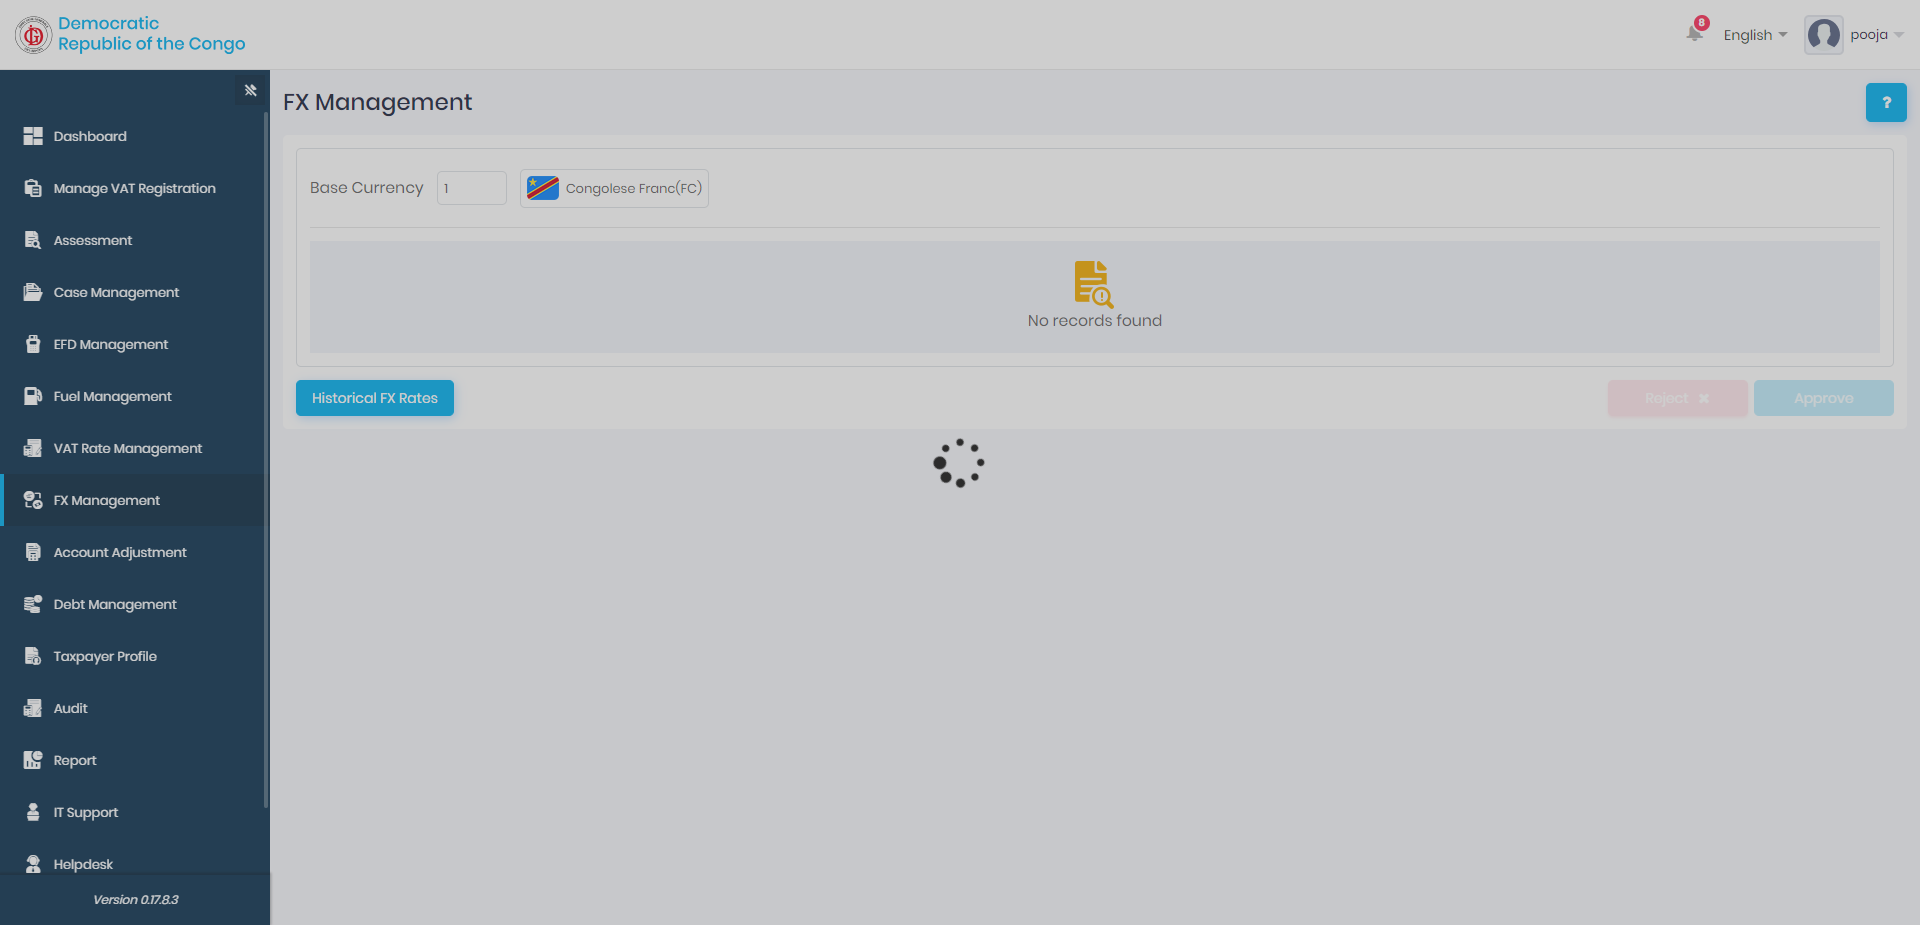 Democratic
Republic of the Congo
8
English
pooja
Dashboard
Manage VAT Registration
Assessment
Case Management
EFD Management
Fuel Management
VAT Rate Management
FX Management
Account Adjustment
Debt Management
Taxpayer Profile
Audit
Report
IT Support
Helpdesk
Version 0.17.8.3
FX Management
?
Base Currency
1
Congolese Franc(FC)
No records found
Historical FX Rates
Reject ✖
Approve